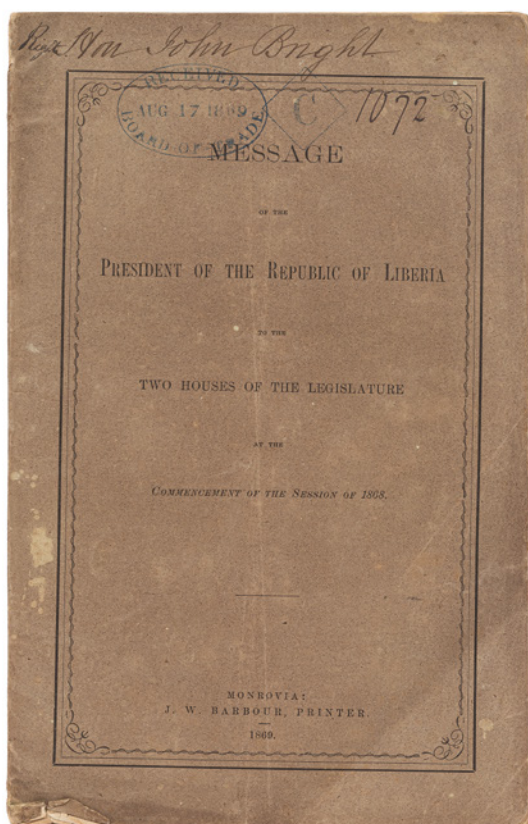 Right Hon John Bright
RECEIVED
AUG 17 1869
BOARD OF TRADE
C
1072
MESSAGE
OF THE
PRESIDENT OF THE REPUBLIC OF LIBERIA
TO THE
TWO HOUSES OF THE LEGISLATURE
AT THE
COMMENCEMENT OF THE SESSION OF 1868.
MONROVIA:
J. W. BARBOUR, PRINTER
1869.